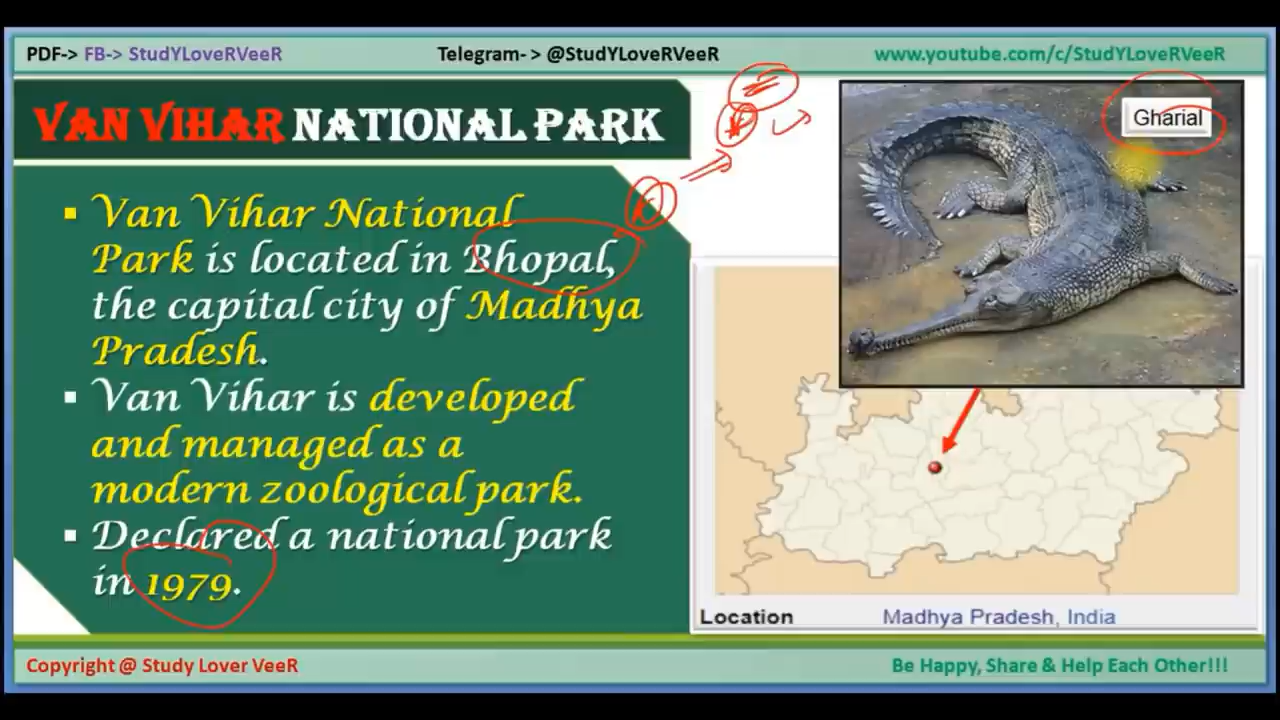 PDF-> FB-> StudYLoveRVeeR
Telegram- > @StudYLoveRVeeR
www.youtube.com/c/StudYLoveRVeeR
VAN VIHAR NATIONAL PARK
Gharial
▪ Van Vihar National
Park is located in Bhopal,
the capital city of Madhya
Pradesh.
▪ Van Vihar is developed
and managed as a
modern zoological park.
▪ Declared a national park
in 1979.
Location Madhya Pradesh, India
Copyright @ Study Lover VeeR
Be Happy, Share & Help Each Other!!!